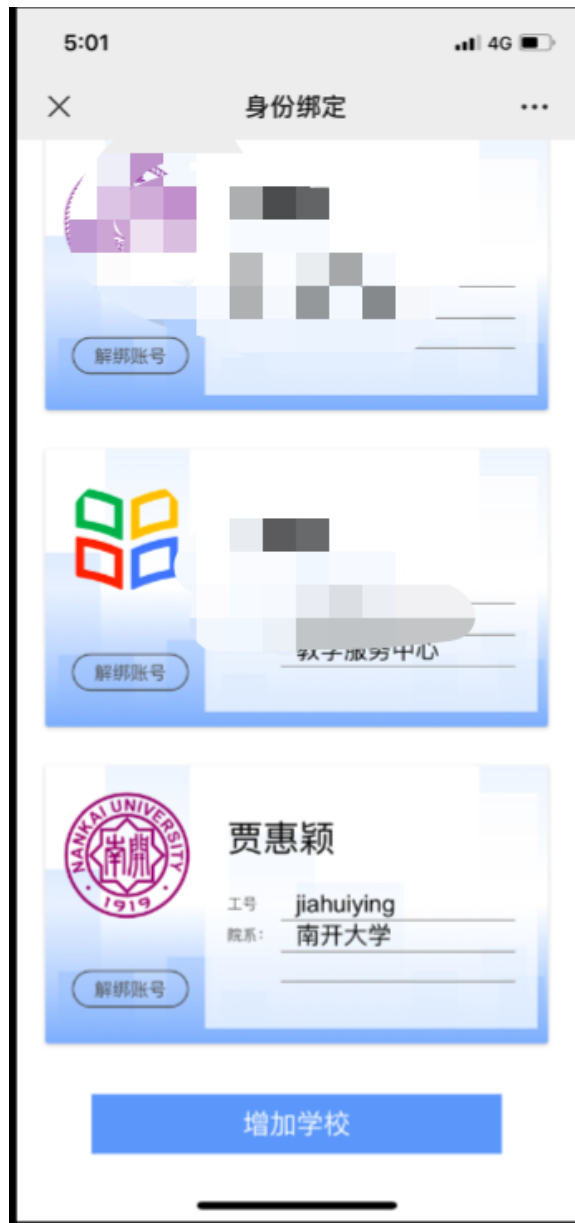 5:01
4G
身份绑定
解绑账号
教学服务中心
解绑账号
NANKAI UNIVERSITY
南開
1919
贾惠颖
工号 jiahuiying
院系： 南开大学
解绑账号
增加学校